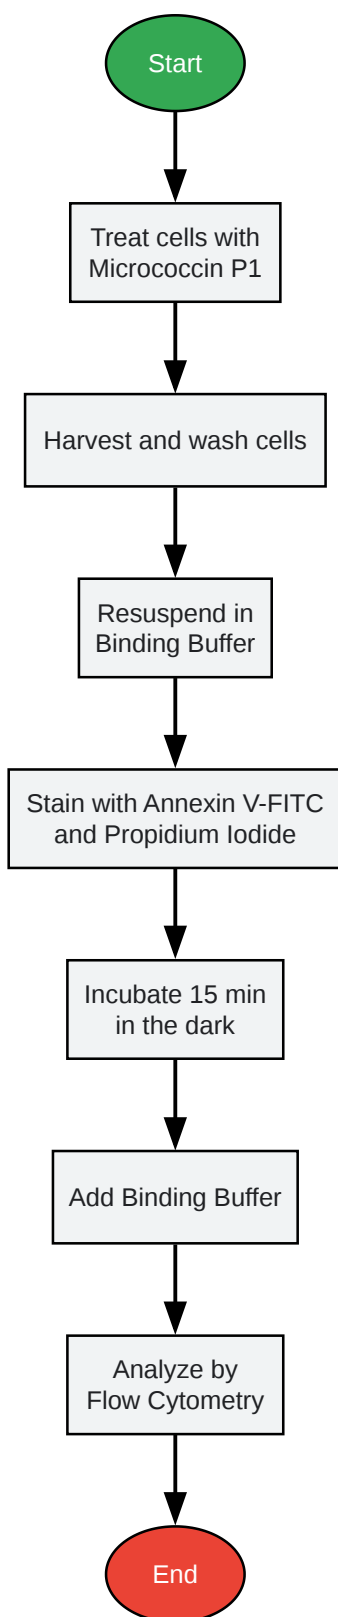 Start
Treat cells with
Micrococcin P1
Harvest and wash cells
Resuspend in
Binding Buffer
Stain with Annexin V-FITC
and Propidium Iodide
Incubate 15 min
in the dark
Add Binding Buffer
Analyze by
Flow Cytometry
End